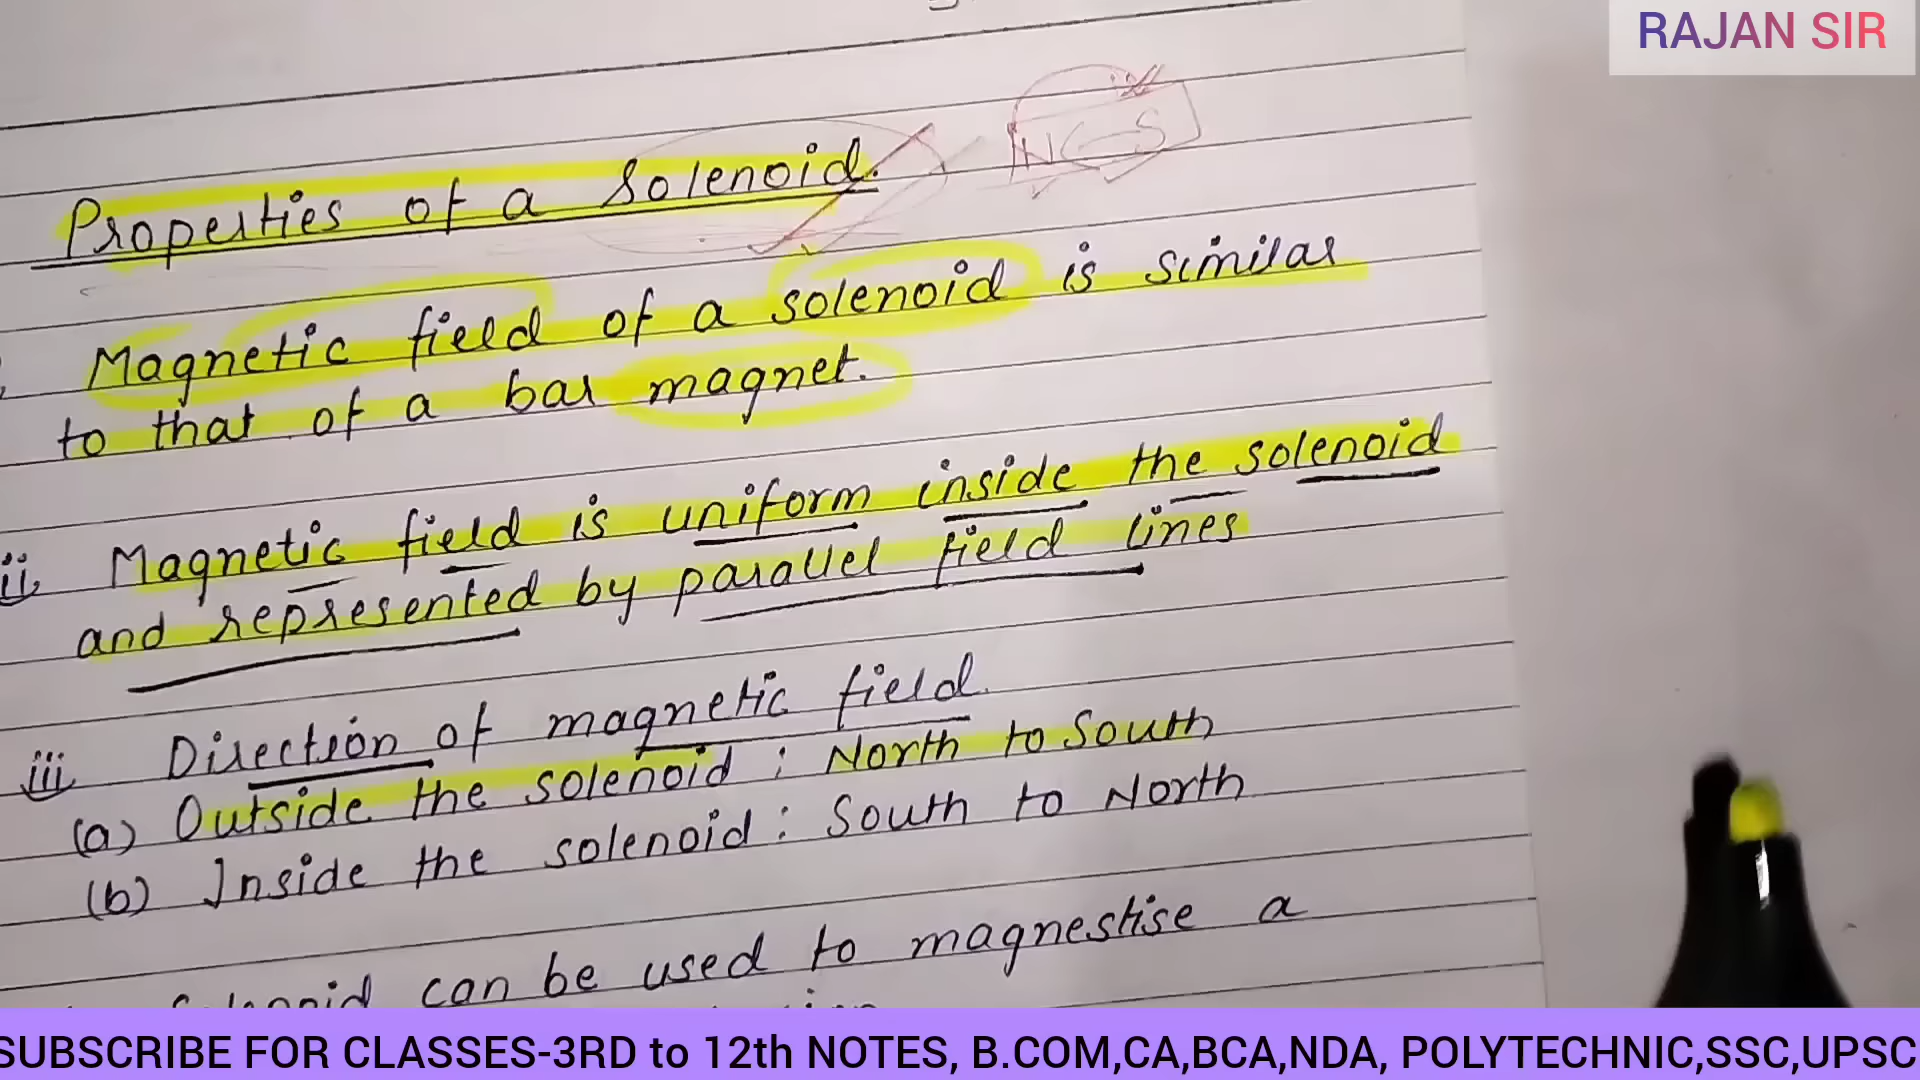 RAJAN SIR
N S
Properties of a Solenoid.
Magnetic field of a solenoid is similar
to that of a bar magnet.
ii, Magnetic field is uniform inside the solenoid
and represented by parallel field lines
iii Direction of magnetic field.
(a) Outside the solenoid : North to South
(b) Inside the solenoid : South to North
Solenoid can be used to magnestise a
SUBSCRIBE FOR CLASSES-3RD to 12th NOTES, B.COM,CA,BCA,NDA, POLYTECHNIC,SSC,UPSC